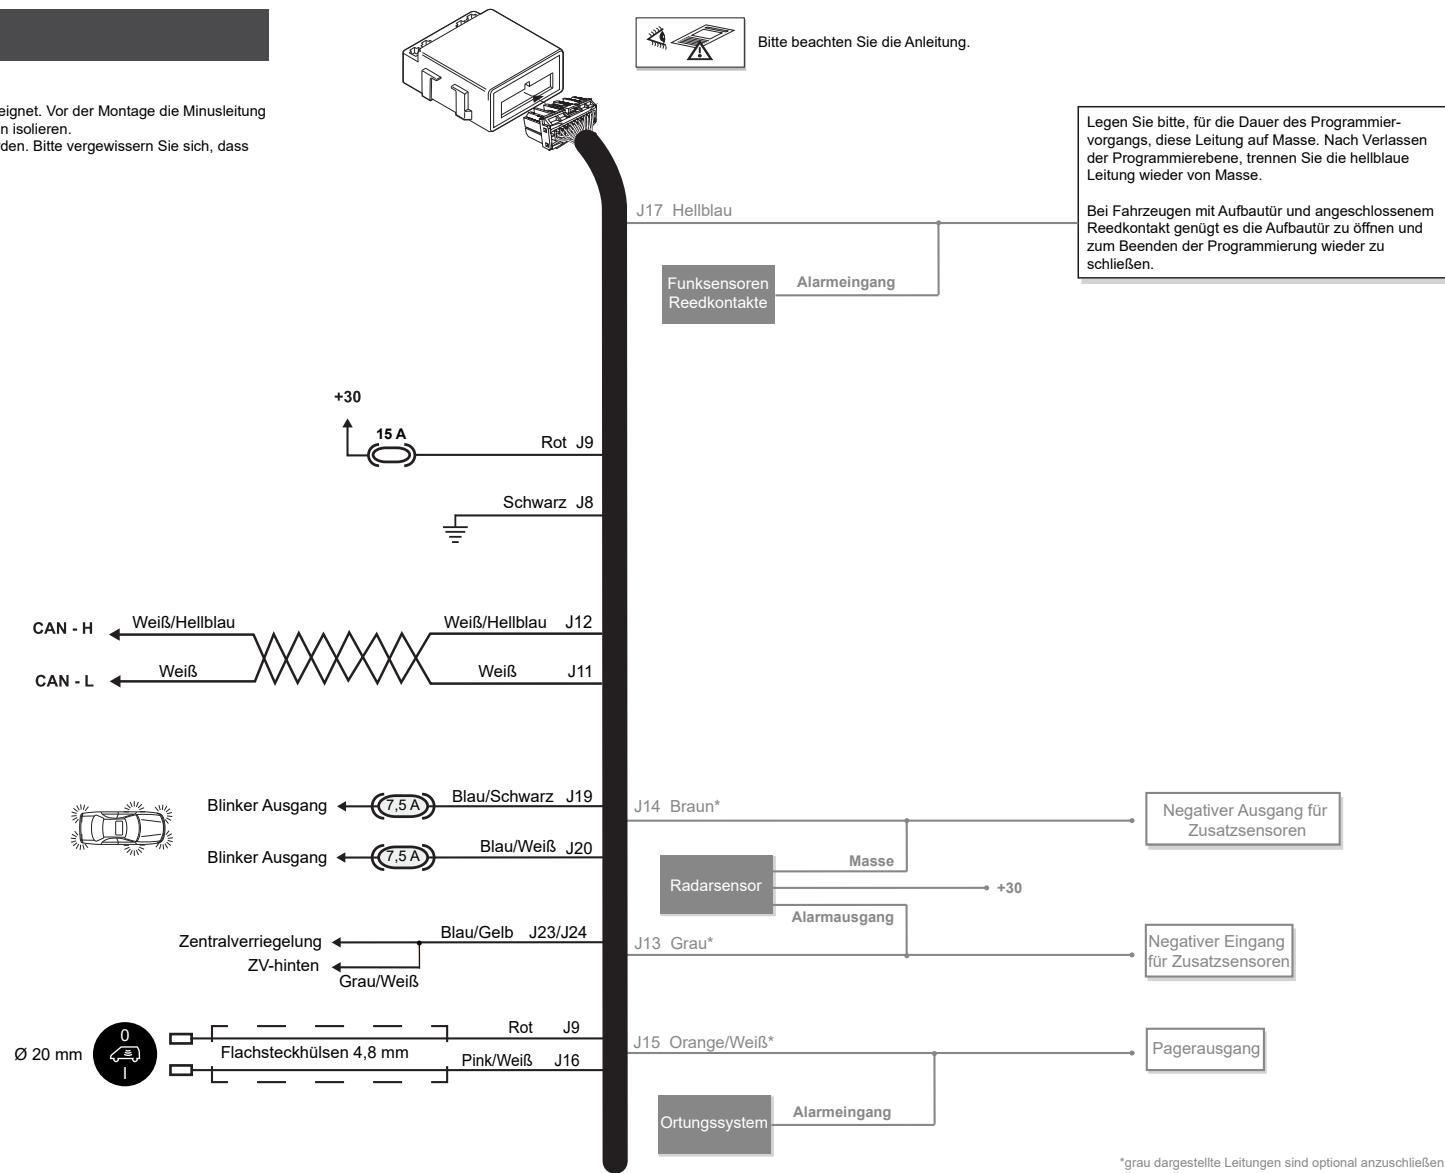 Bitte beachten Sie die Anleitung.
eignet. Vor der Montage die Minusleitung
n isolieren.
rden. Bitte vergewissern Sie sich, dass
Legen Sie bitte, für die Dauer des Programmier-
vorgangs, diese Leitung auf Masse. Nach Verlassen
der Programmierebene, trennen Sie die hellblaue
Leitung wieder von Masse.
Bei Fahrzeugen mit Aufbautür und angeschlossenem
Reedkontakt genügt es die Aufbautür zu öffnen und
zum Beenden der Programmierung wieder zu
schließen.
J17 Hellblau
Funksensoren
Reedkontakte
Alarmeingang
+30
15 A
Rot J9
Schwarz J8
CAN - H
Weiß/Hellblau
Weiß/Hellblau J12
CAN - L
Weiß
Weiß J11
Blinker Ausgang
7,5 A
Blau/Schwarz J19
Blinker Ausgang
7,5 A
Blau/Weiß J20
J14 Braun*
Negativer Ausgang für
Zusatzsensoren
Radarsensor
Masse
+30
Alarmausgang
Zentralverriegelung
Blau/Gelb J23/J24
ZV-hinten
Grau/Weiß
J13 Grau*
Negativer Eingang
für Zusatzsensoren
Ø 20 mm
0
I
Flachsteckhülsen 4,8 mm
Rot J9
Pink/Weiß J16
J15 Orange/Weiß*
Pagerausgang
Ortungssystem
Alarmeingang
*grau dargestellte Leitungen sind optional anzuschließen